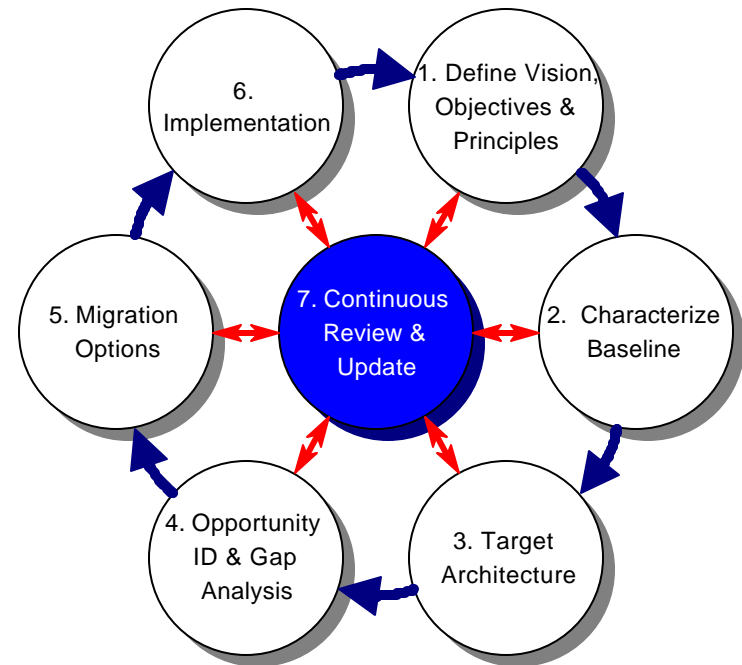 1. Define Vision,
Objectives &
Principles
2. Characterize
Baseline
3. Target
Architecture
4. Opportunity
ID & Gap
Analysis
5. Migration
Options
6.
Implementation
7. Continuous
Review &
Update